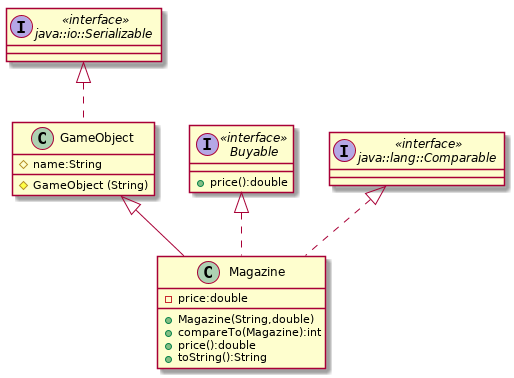 I
«interface»
java::io::Serializable
C GameObject
name:String
GameObject (String)
I
«interface»
Buyable
price():double
I
«interface»
java::lang::Comparable
C Magazine
price:double
Magazine(String,double)
compareTo(Magazine):int
price():double
toString():String